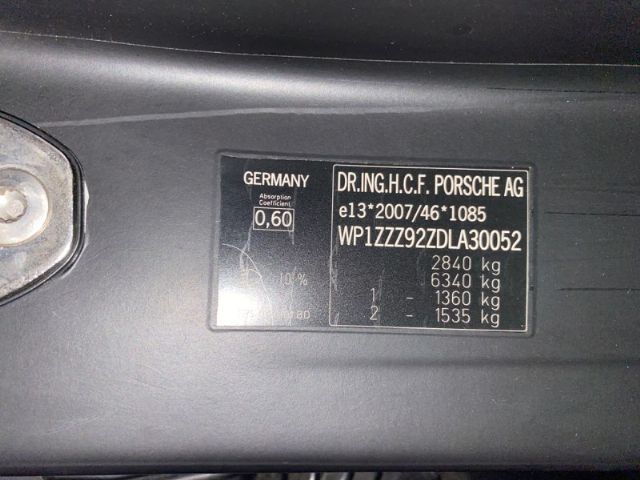 GERMANY
Absorption
Coefficient
0,60
10 %
DR.ING.H.C.F. PORSCHE AG
e13*2007/46*1085
WP1ZZZ92ZDLA30052
2840 kg
6340 kg
1 - 1360 kg
2 - 1535 kg